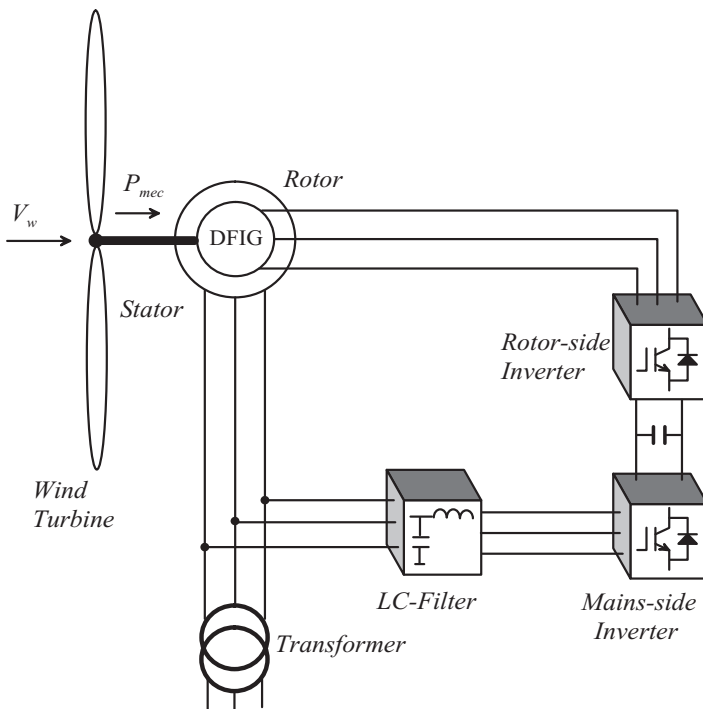 Rotor
P_mec
V_w
DFIG
Stator
Rotor-side
Inverter
Wind
Turbine
LC-Filter
Mains-side
Inverter
Transformer